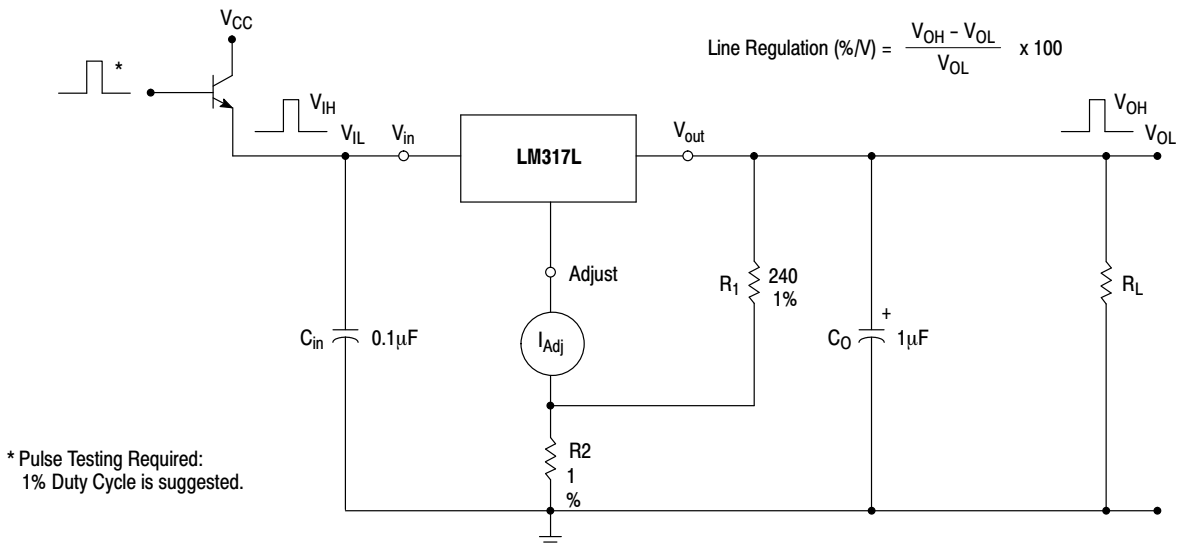 V_CC
Line Regulation (%/V) = V_OH – V_OL / V_OL x 100
*
V_IH
V_IL
V_in
LM317L
V_out
V_OH
V_OL
Adjust
R_1
240
1%
R_L
C_in
0.1μF
I_Adj
C_O
+
1μF
R2
1
%
* Pulse Testing Required:
1% Duty Cycle is suggested.